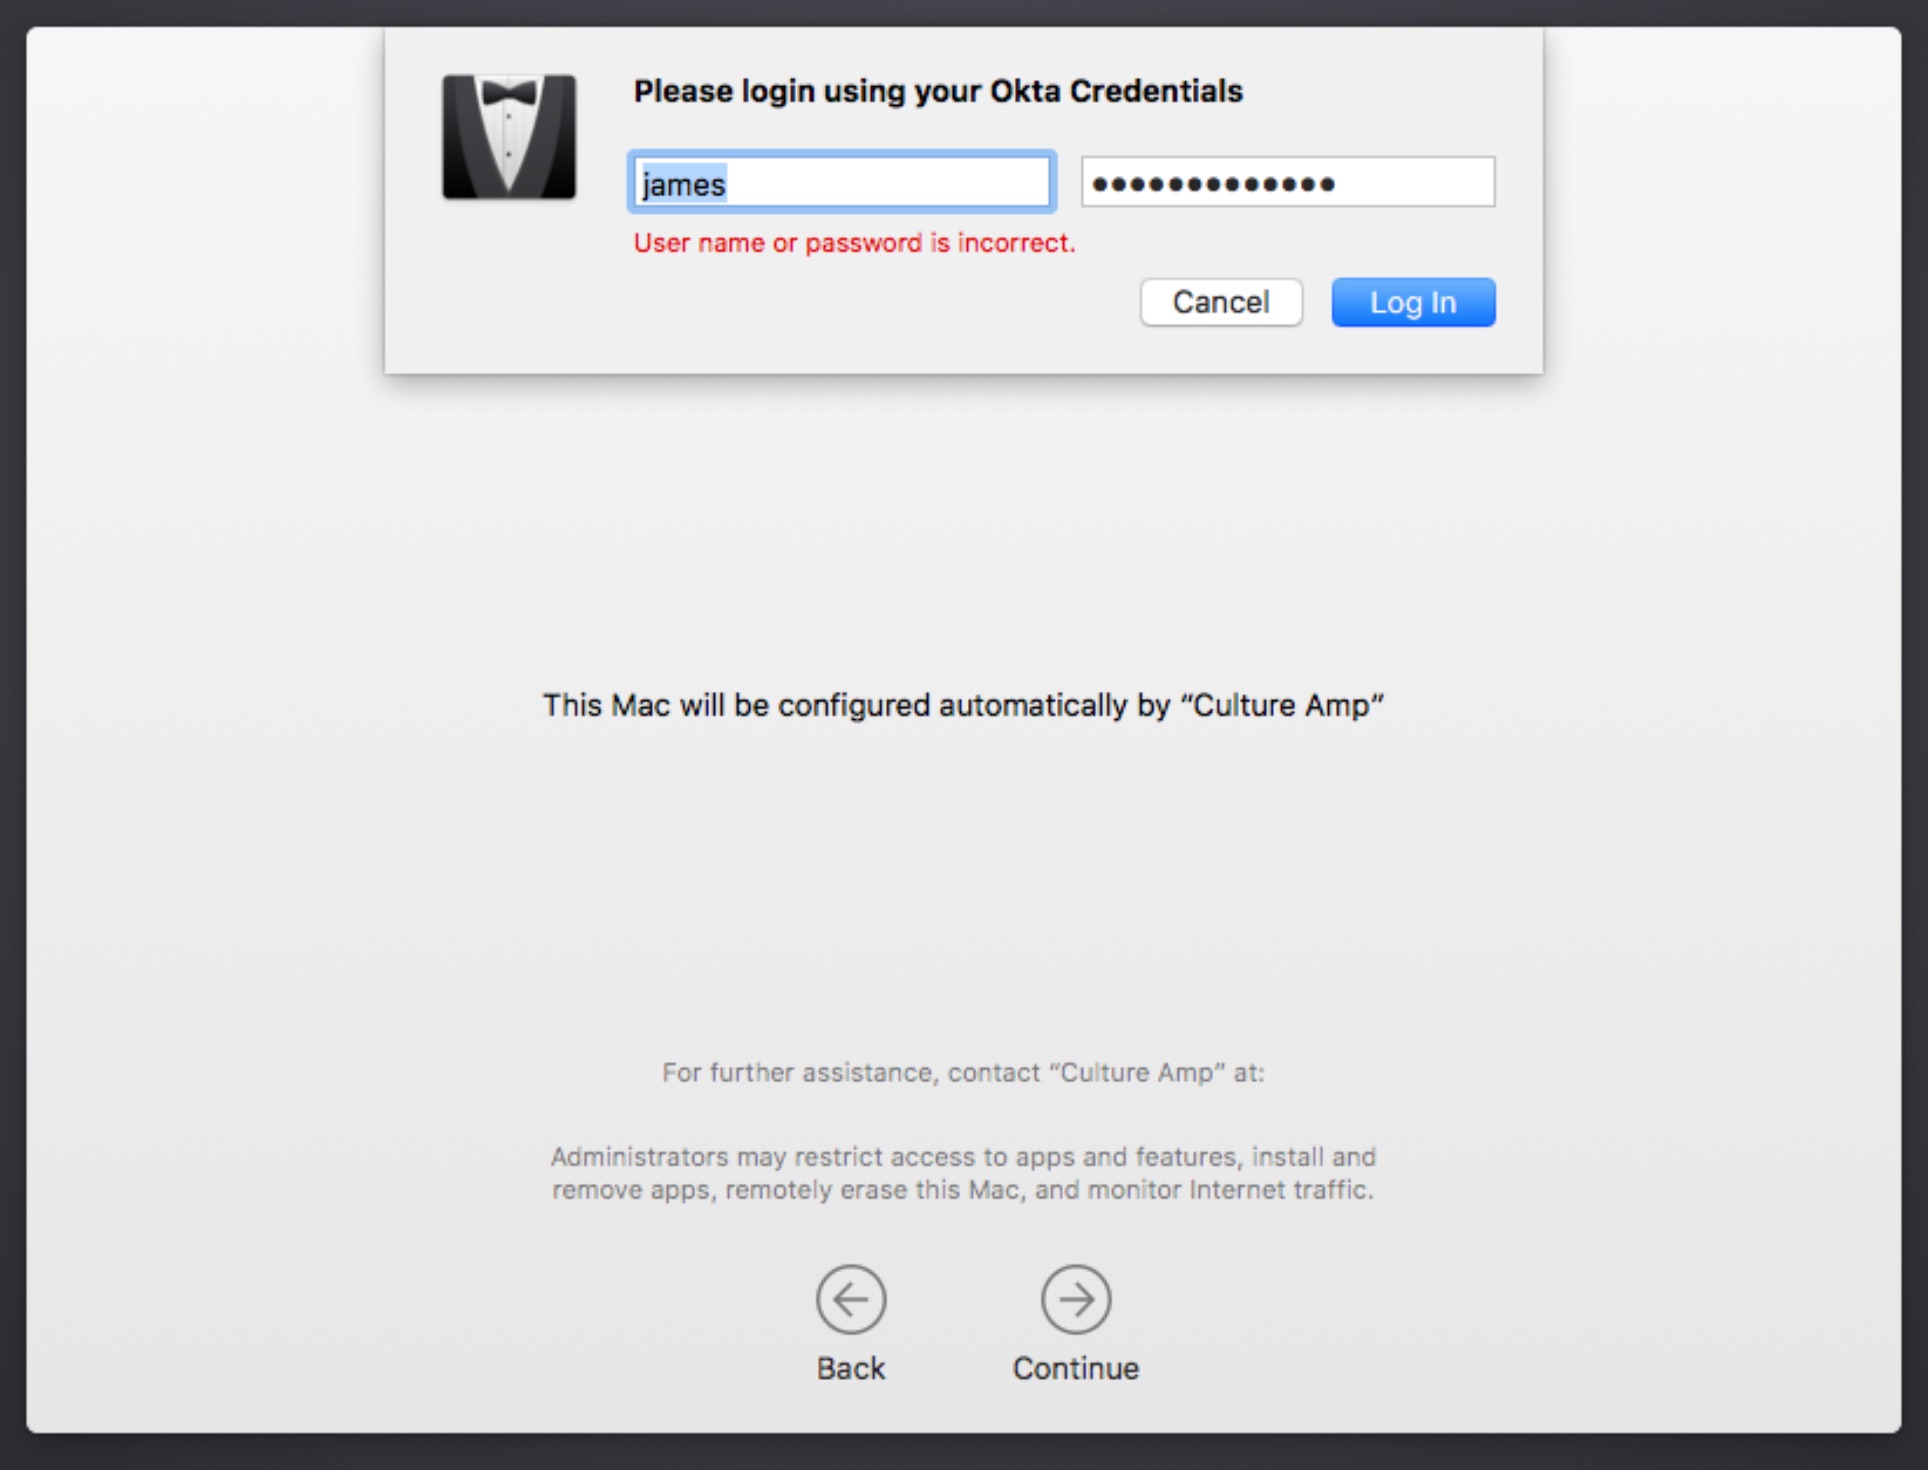 Please login using your Okta Credentials
james
•••••••••••••
User name or password is incorrect.
Cancel
Log In
This Mac will be configured automatically by “Culture Amp”
For further assistance, contact “Culture Amp” at:
Administrators may restrict access to apps and features, install and
remove apps, remotely erase this Mac, and monitor Internet traffic.
Back
Continue